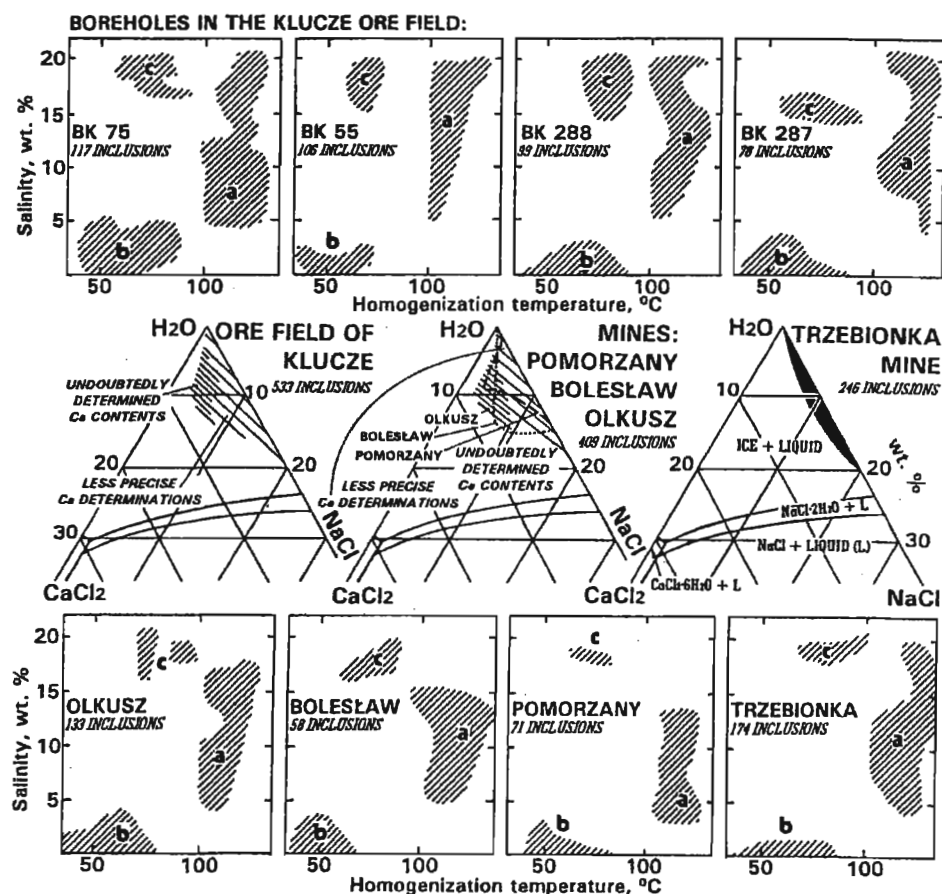 BOREHOLES IN THE KLUCZE ORE FIELD:
Salinity, wt. %
20
15
10
5
c
BK 75
117 INCLUSIONS
a
b
c
BK 55
106 INCLUSIONS
a
b
c
BK 288
99 INCLUSIONS
a
b
c
BK 287
78 INCLUSIONS
a
b
50 100 50 100 50 100 50 100
Homogenization temperature, ºC
H2O
ORE FIELD OF
KLUCZE
533 INCLUSIONS
UNDOUBTEDLY
DETERMINED
Ca CONTENTS
10
20 20
LESS PRECISE
Ca DETERMINATIONS
30
NaCl
CaCl2
H2O
MINES:
POMORZANY
BOLESŁAW
OLKUSZ
409 INCLUSIONS
10
OLKUSZ
BOLESŁAW
POMORZANY
UNDOUBTEDLY
DETERMINED
Ca CONTENTS
20 20
LESS PRECISE
Ca DETERMINATIONS
30
NaCl
CaCl2
H2O
TRZEBIONKA
MINE
246 INCLUSIONS
10
ICE + LIQUID
20 20
wt. %
NaCl·2H2O + L
30 30
NaCl + LIQUID (L)
CaCl2·6H2O + L
CaCl2 NaCl
Salinity, wt. %
20
15
10
5
c
OLKUSZ
133 INCLUSIONS
a
b
c
BOLESŁAW
58 INCLUSIONS
a
b
c
POMORZANY
71 INCLUSIONS
a
b
c
TRZEBIONKA
174 INCLUSIONS
a
b
50 100 50 100 50 100 50 100
Homogenization temperature, ºC